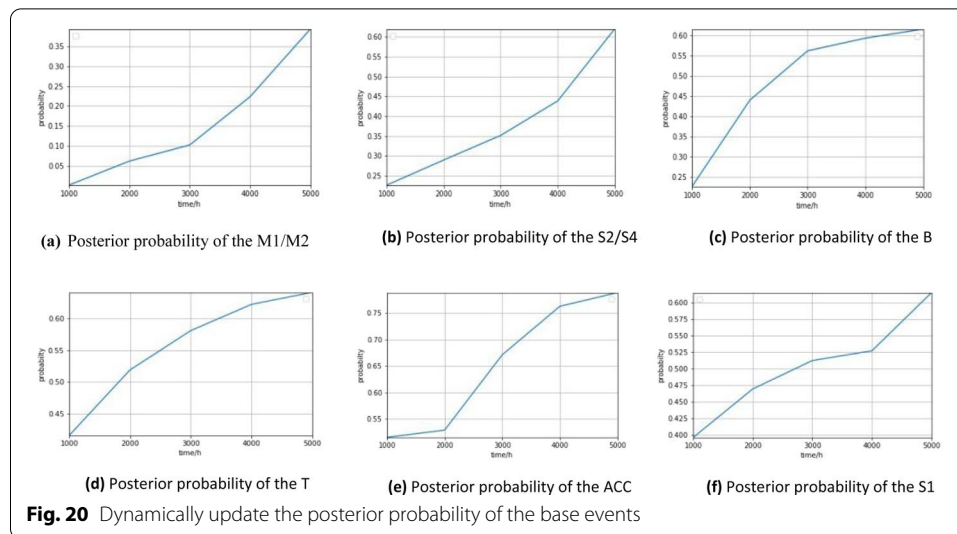 0.35
0.30
0.25
0.20
0.15
0.10
0.05
probability
1000 2000 3000 4000 5000
time/h
(a) Posterior probability of the M1/M2
0.60
0.55
0.50
0.45
0.40
0.35
0.30
0.25
probability
1000 2000 3000 4000 5000
time/h
(b) Posterior probability of the S2/S4
0.60
0.55
0.50
0.45
0.40
0.35
0.30
0.25
probability
1000 2000 3000 4000 5000
time/h
(c) Posterior probability of the B
0.60
0.55
0.50
0.45
probability
1000 2000 3000 4000 5000
time/h
(d) Posterior probability of the T
0.75
0.70
0.65
0.60
0.55
probability
1000 2000 3000 4000 5000
time/h
(e) Posterior probability of the ACC
0.600
0.575
0.550
0.525
0.500
0.475
0.450
0.425
0.400
probability
1000 2000 3000 4000 5000
time/h
(f) Posterior probability of the S1
Fig. 20 Dynamically update the posterior probability of the base events